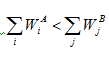 ~∑_i W_i^A < ∑_j W_j^B